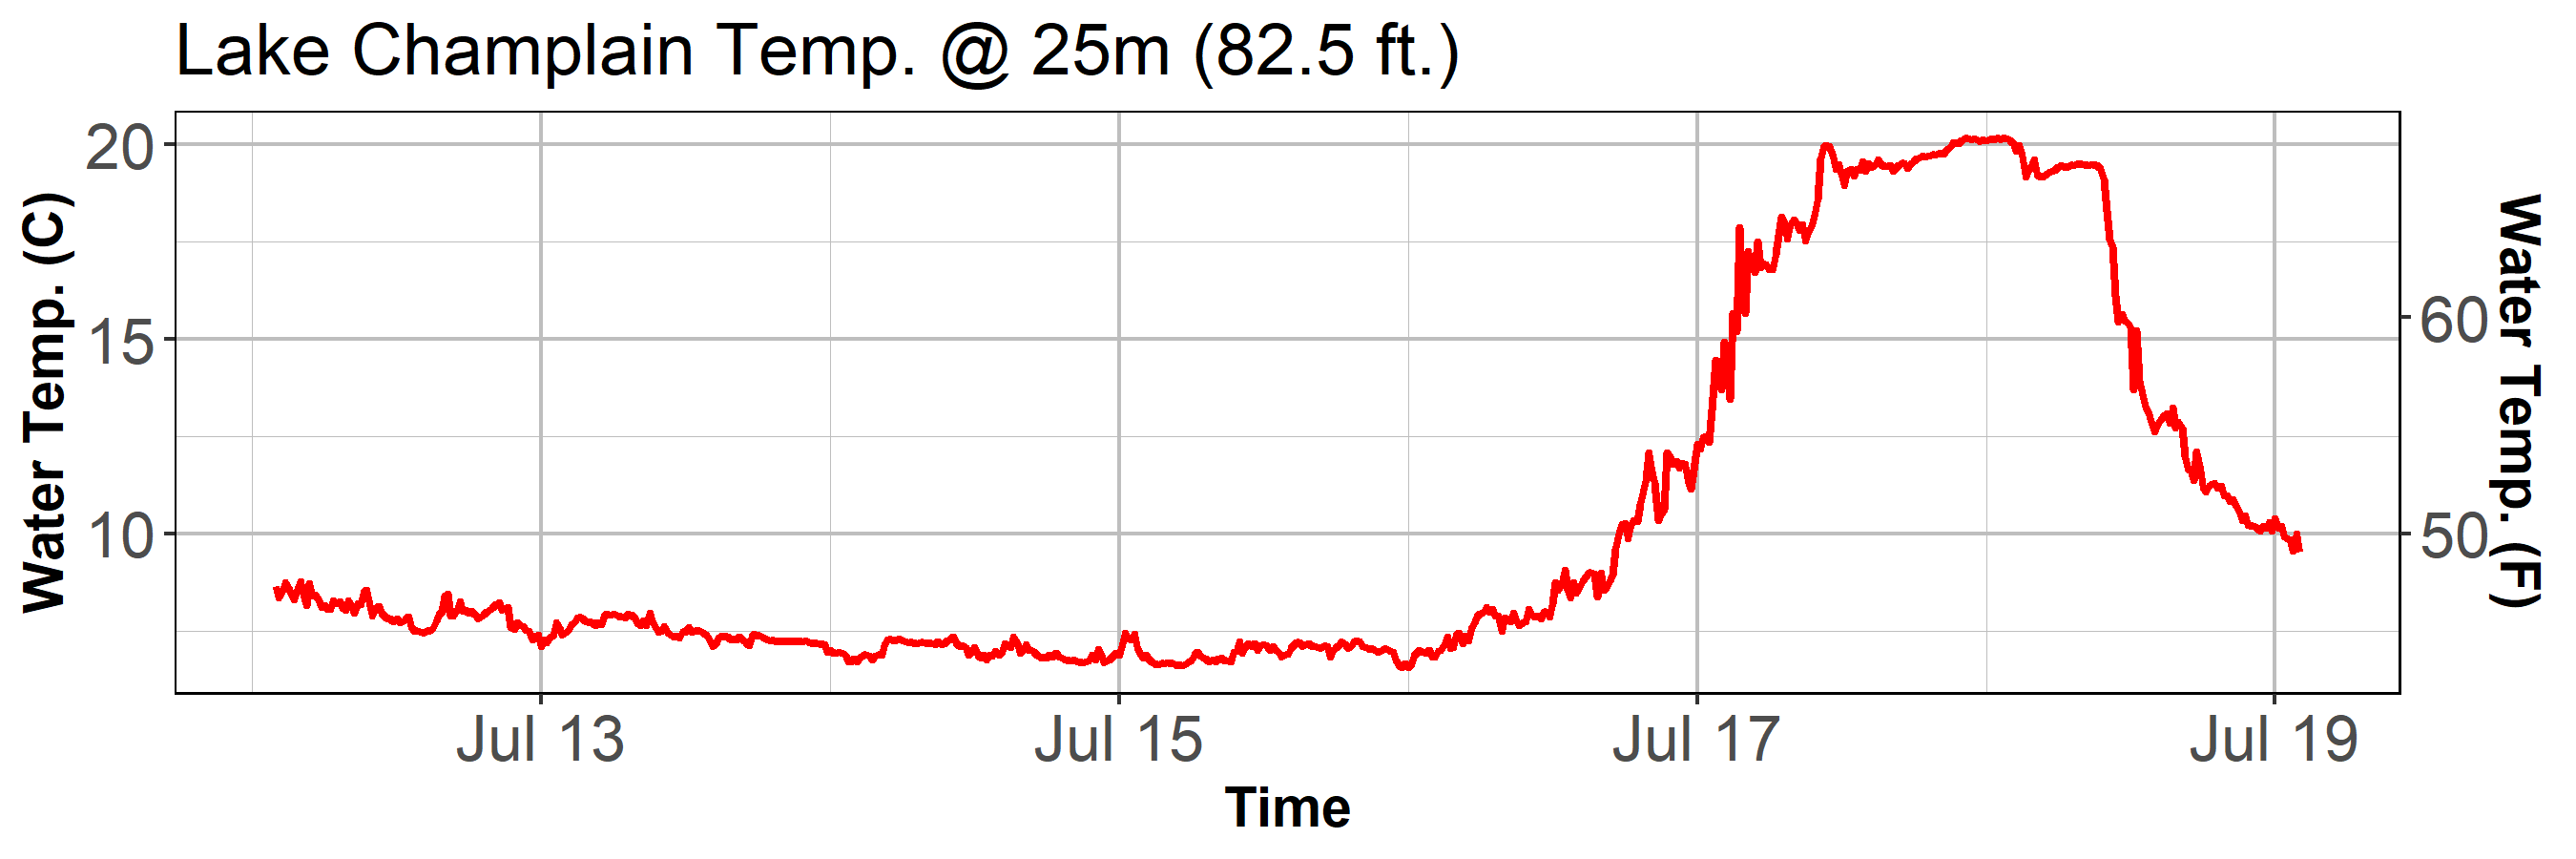 Lake Champlain Temp. @ 25m (82.5 ft.)
Water Temp. (C)
20
15
10
60
50
Water Temp. (F)
Jul 13 Jul 15 Jul 17 Jul 19
Time